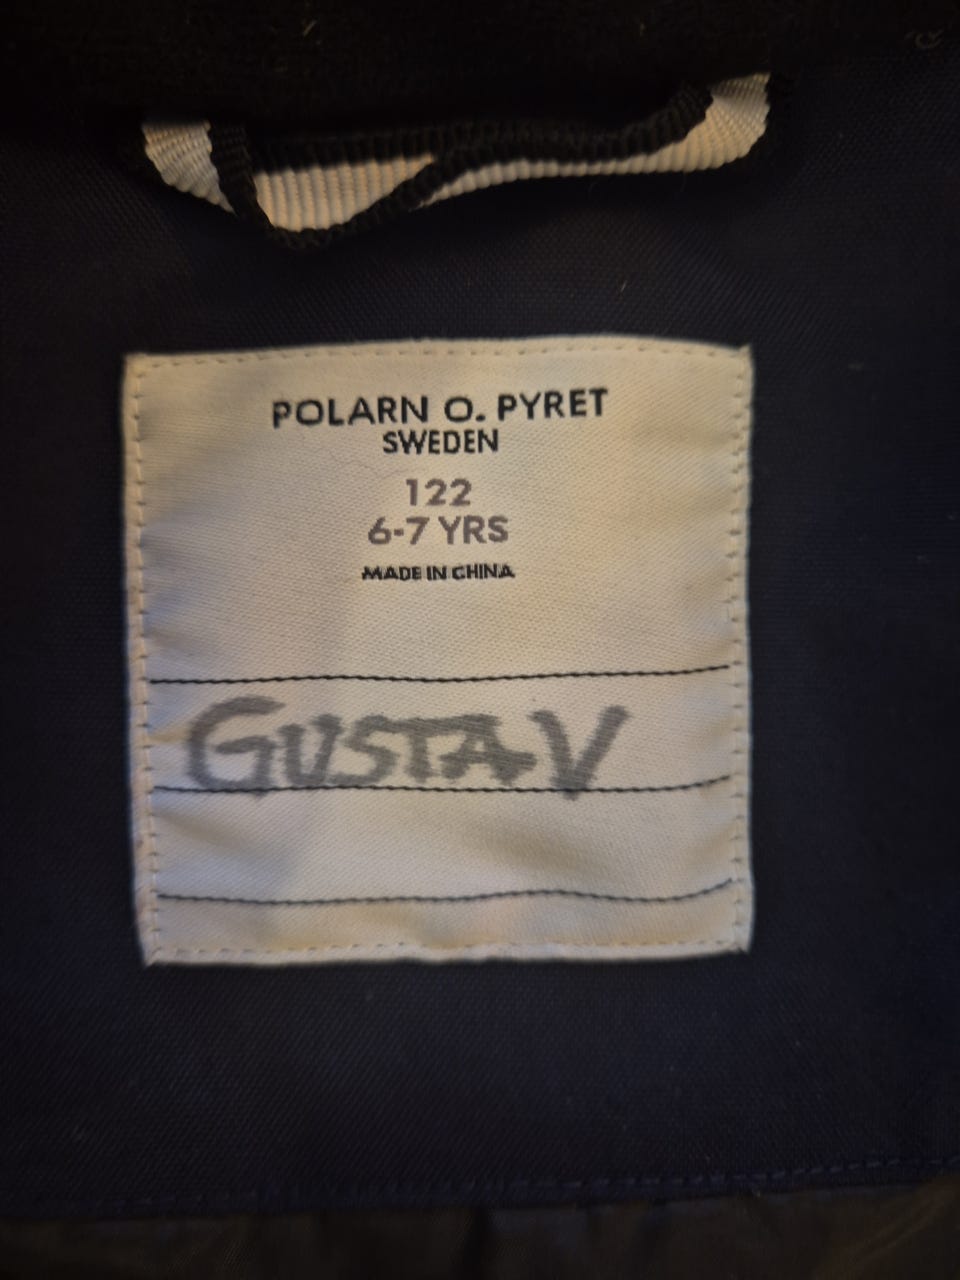 POLARN O. PYRET
SWEDEN
122
6-7 YRS
MADE IN CHINA
GUSTAV